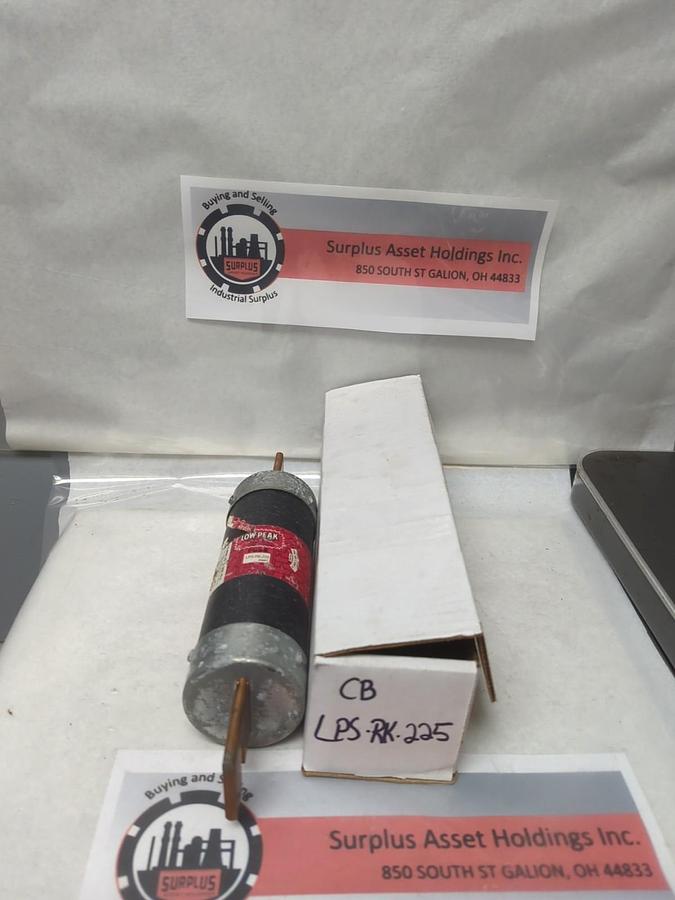 Buying and Selling
SURPLUS
Industrial Surplus
Surplus Asset Holdings Inc.
850 SOUTH ST GALION, OH 44833
LOW PEAK
CB
LPS-RK-225
Buying and Selling
SURPLUS
Surplus Asset Holdings Inc.
850 SOUTH ST GALION, OH 44833